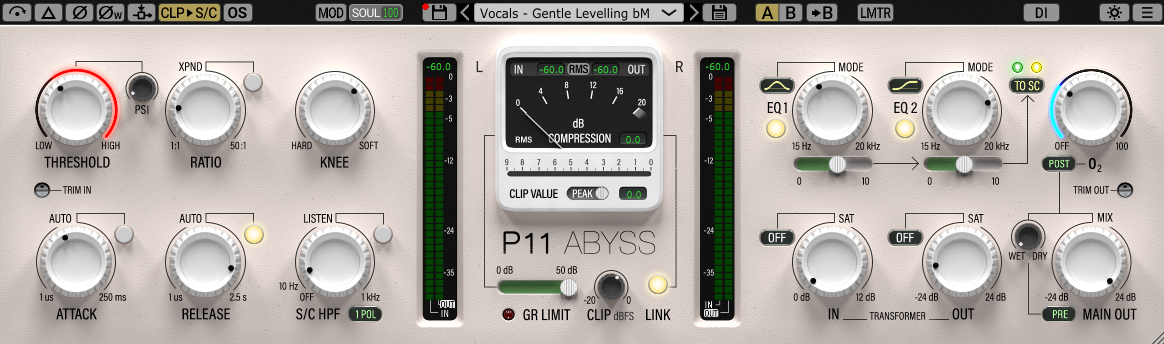 CLP▸S/C OS MOD SOUL 100 Vocals - Gentle Levelling bM A B ➔B LMTR DI
THRESHOLD
LOW HIGH
PSI
XPND
1:1 50:1
RATIO
HARD SOFT
KNEE
TRIM IN
AUTO
1 us 250 ms
ATTACK
AUTO
1 us 2.5 s
RELEASE
LISTEN
10 Hz
OFF 1 kHz
S/C HPF 1 POL
-60.0
0
-3
-5
-12
-24
-35
OUT
IN
L R
IN -60.0 RMS -60.0 OUT
0 4 8 12 16 20
dB
RMS COMPRESSION 0.0
9 8 7 6 5 4 3 2 1 0
CLIP VALUE PEAK 0.0
P11 ABYSS
0 dB 50 dB
GR LIMIT
-20 0
CLIP dBFS
LINK
-60.0
0
-3
-5
-12
-24
-35
IN
OUT
MODE
EQ 1
15 Hz 20 kHz
0 10
MODE
EQ 2
15 Hz 20 kHz
0 10
TO SC
OFF 100
POST O2
TRIM OUT
SAT
OFF
0 dB 12 dB
IN
TRANSFORMER
SAT
OFF
-24 dB 24 dB
OUT
WET DRY
MIX
-24 dB 24 dB
PRE MAIN OUT